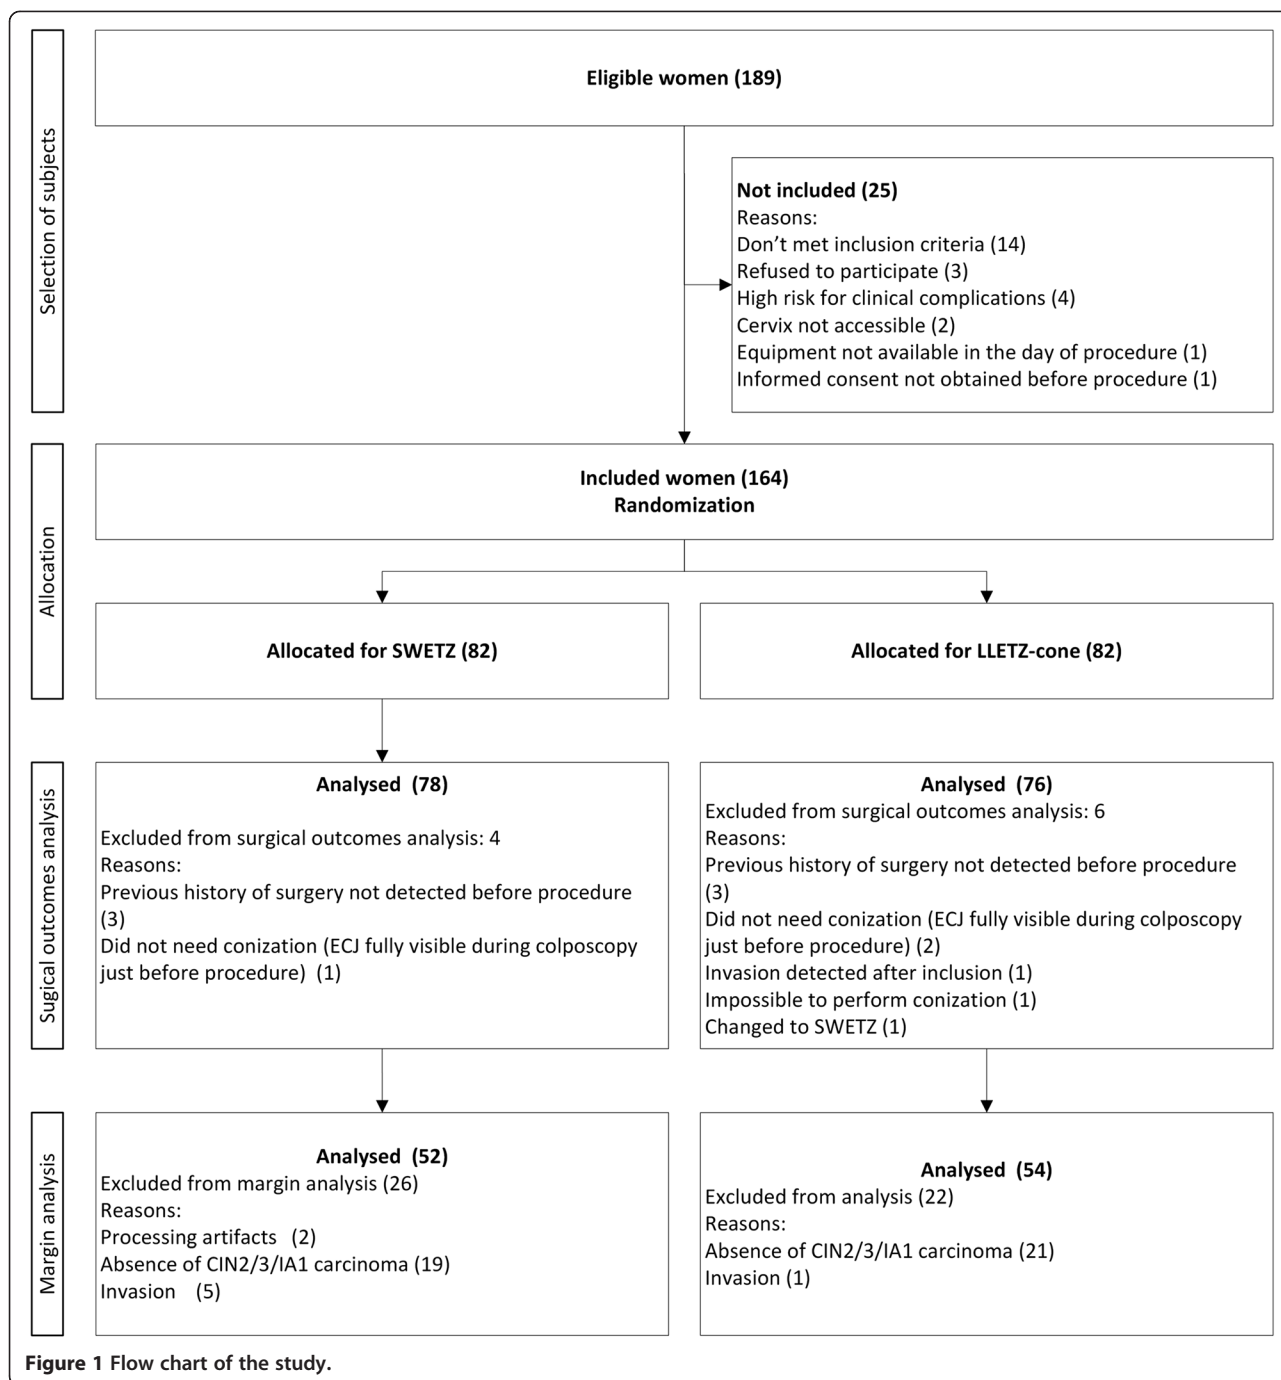 Selection of subjects
Eligible women (189)
Not included (25)
Reasons:
Don't met inclusion criteria (14)
Refused to participate (3)
High risk for clinical complications (4)
Cervix not accessible (2)
Equipment not available in the day of procedure (1)
Informed consent not obtained before procedure (1)
Allocation
Included women (164)
Randomization
Allocated for SWETZ (82)
Allocated for LLETZ-cone (82)
Sugical outcomes analysis
Analysed (78)
Excluded from surgical outcomes analysis: 4
Reasons:
Previous history of surgery not detected before procedure
(3)
Did not need conization (ECJ fully visible during colposcopy
just before procedure) (1)
Analysed (76)
Excluded from surgical outcomes analysis: 6
Reasons:
Previous history of surgery not detected before procedure
(3)
Did not need conization (ECJ fully visible during colposcopy
just before procedure) (2)
Invasion detected after inclusion (1)
Impossible to perform conization (1)
Changed to SWETZ (1)
Margin analysis
Analysed (52)
Excluded from margin analysis (26)
Reasons:
Processing artifacts (2)
Absence of CIN2/3/IA1 carcinoma (19)
Invasion (5)
Analysed (54)
Excluded from analysis (22)
Reasons:
Absence of CIN2/3/IA1 carcinoma (21)
Invasion (1)
Figure 1 Flow chart of the study.